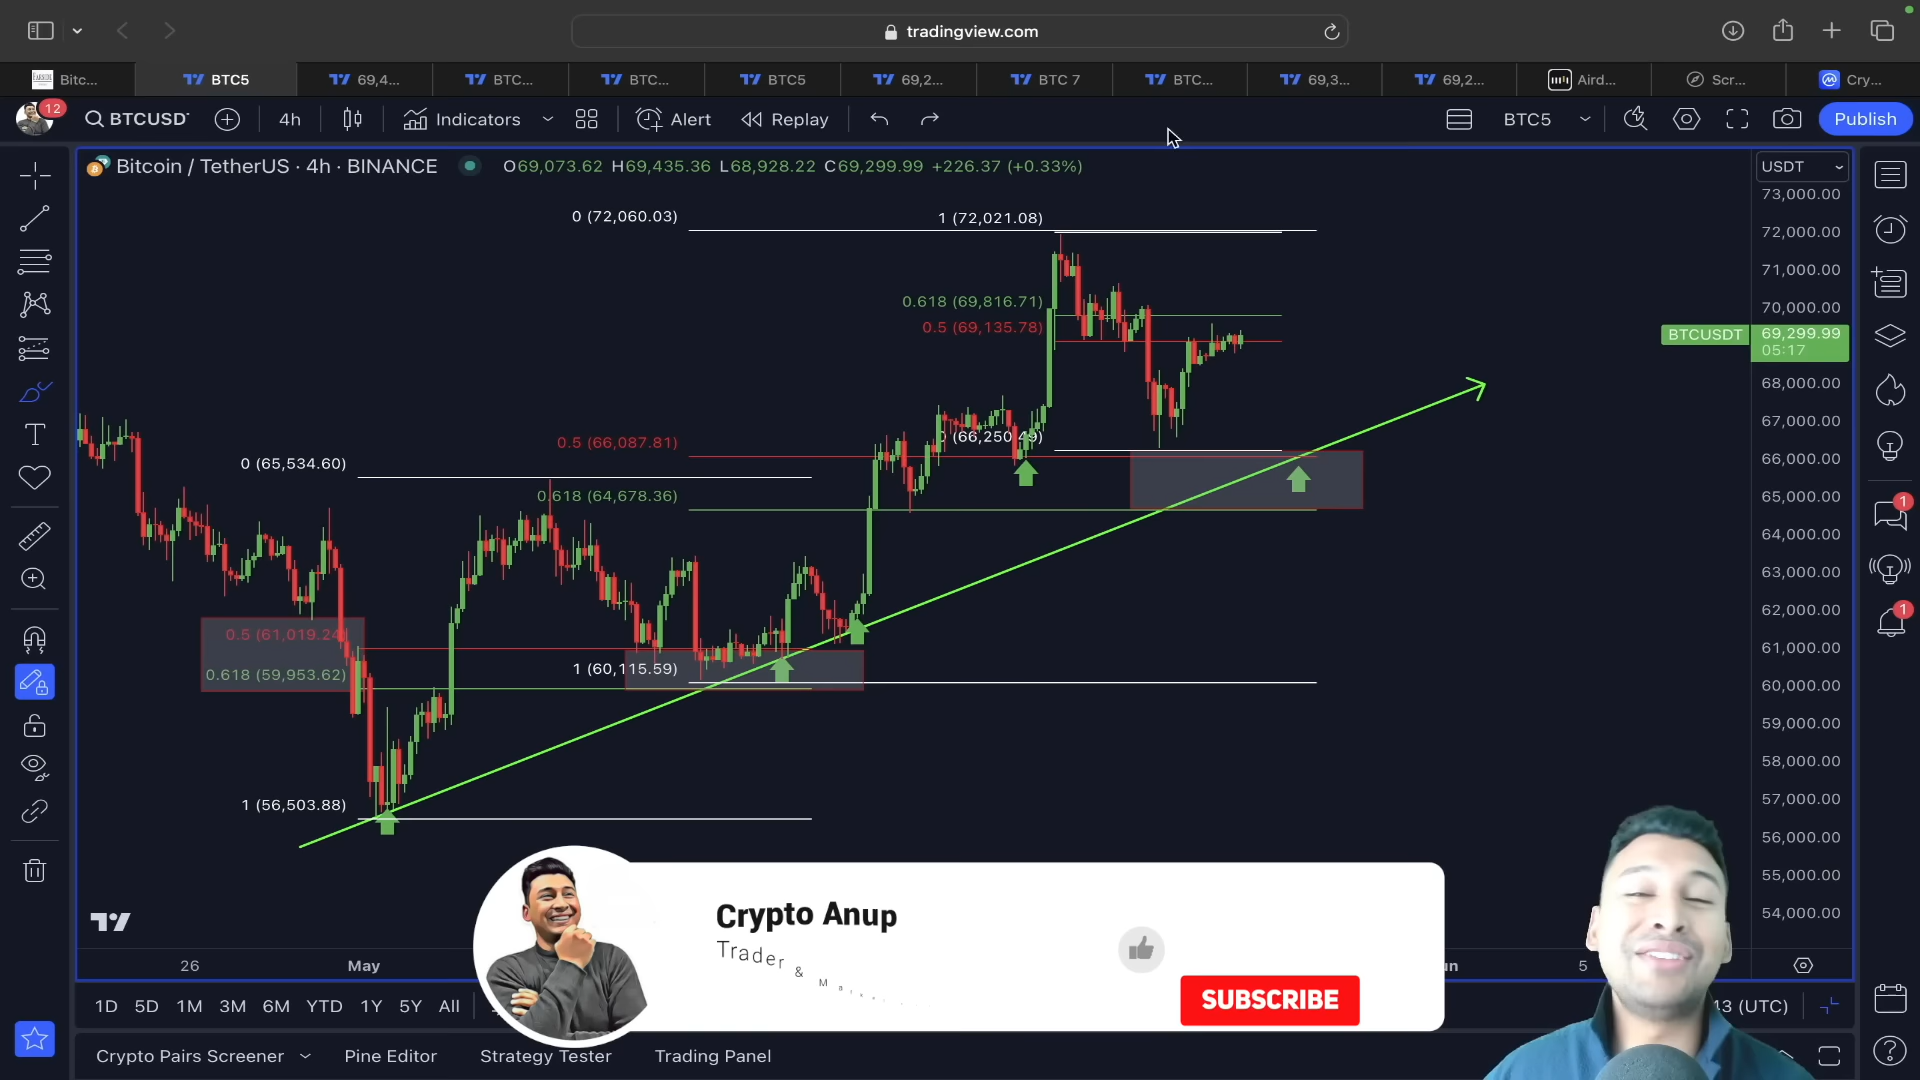 tradingview.com
Bitc...
BTC5
69,4...
BTC...
BTC...
BTC5
69,2...
BTC 7
BTC...
69,3...
69,2...
Aird...
Scr...
Cry...
12
BTCUSD
4h
Indicators
Alert
Replay
BTC5
Publish
Bitcoin / TetherUS · 4h · BINANCE
O69,073.62 H69,435.36 L68,928.22 C69,299.99 +226.37 (+0.33%)
USDT
73,000.00
0 (72,060.03)
1 (72,021.08)
72,000.00
71,000.00
0.618 (69,816.71)
70,000.00
0.5 (69,135.78)
BTCUSDT
69,299.99
05:17
68,000.00
67,000.00
0.5 (66,087.81)
(66,250.49)
66,000.00
0 (65,534.60)
0.618 (64,678.36)
65,000.00
1
64,000.00
63,000.00
62,000.00
1
0.5 (61,019.24)
61,000.00
0.618 (59,953.62)
1 (60,115.59)
60,000.00
59,000.00
58,000.00
1 (56,503.88)
57,000.00
56,000.00
55,000.00
54,000.00
Crypto Anup
Trader & M
SUBSCRIBE
26
May
un
5
1D
5D
1M
3M
6M
YTD
1Y
5Y
All
13 (UTC)
Crypto Pairs Screener
Pine Editor
Strategy Tester
Trading Panel